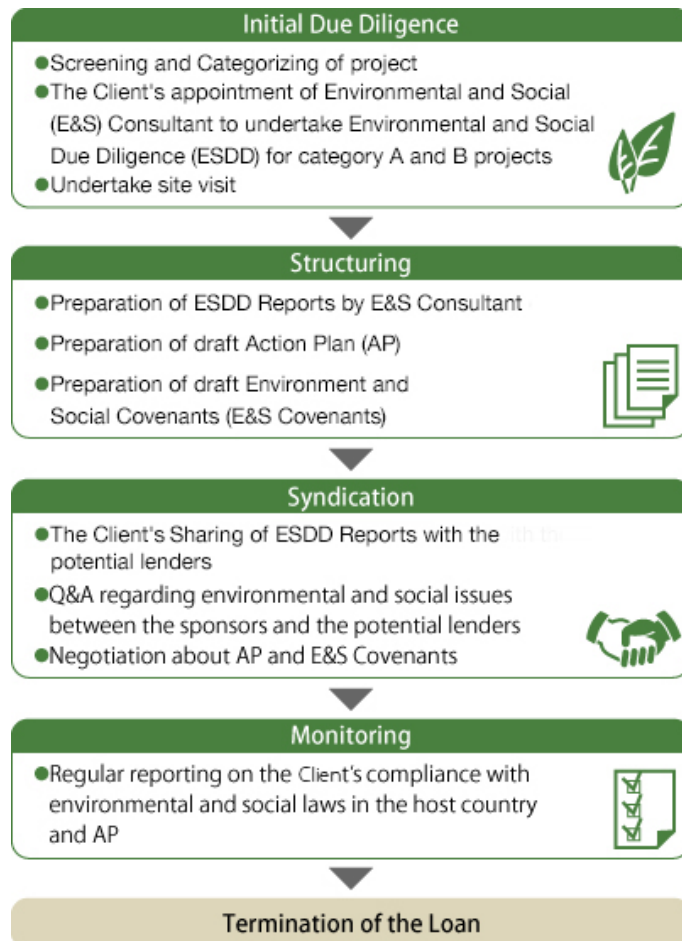 Initial Due Diligence
●Screening and Categorizing of project
●The Client's appointment of Environmental and Social
(E&S) Consultant to undertake Environmental and Social
Due Diligence (ESDD) for category A and B projects
●Undertake site visit
Structuring
●Preparation of ESDD Reports by E&S Consultant
●Preparation of draft Action Plan (AP)
●Preparation of draft Environment and
Social Covenants (E&S Covenants)
Syndication
●The Client's Sharing of ESDD Reports with the
potential lenders
●Q&A regarding environmental and social issues
between the sponsors and the potential lenders
●Negotiation about AP and E&S Covenants
Monitoring
●Regular reporting on the Client's compliance with
environmental and social laws in the host country
and AP
Termination of the Loan